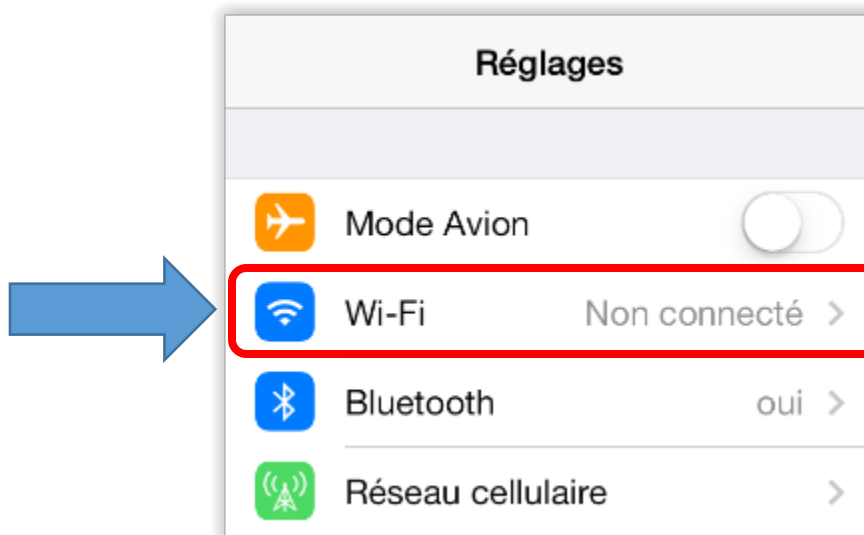 Réglages
Mode Avion
Wi-Fi Non connecté
Bluetooth oui
Réseau cellulaire